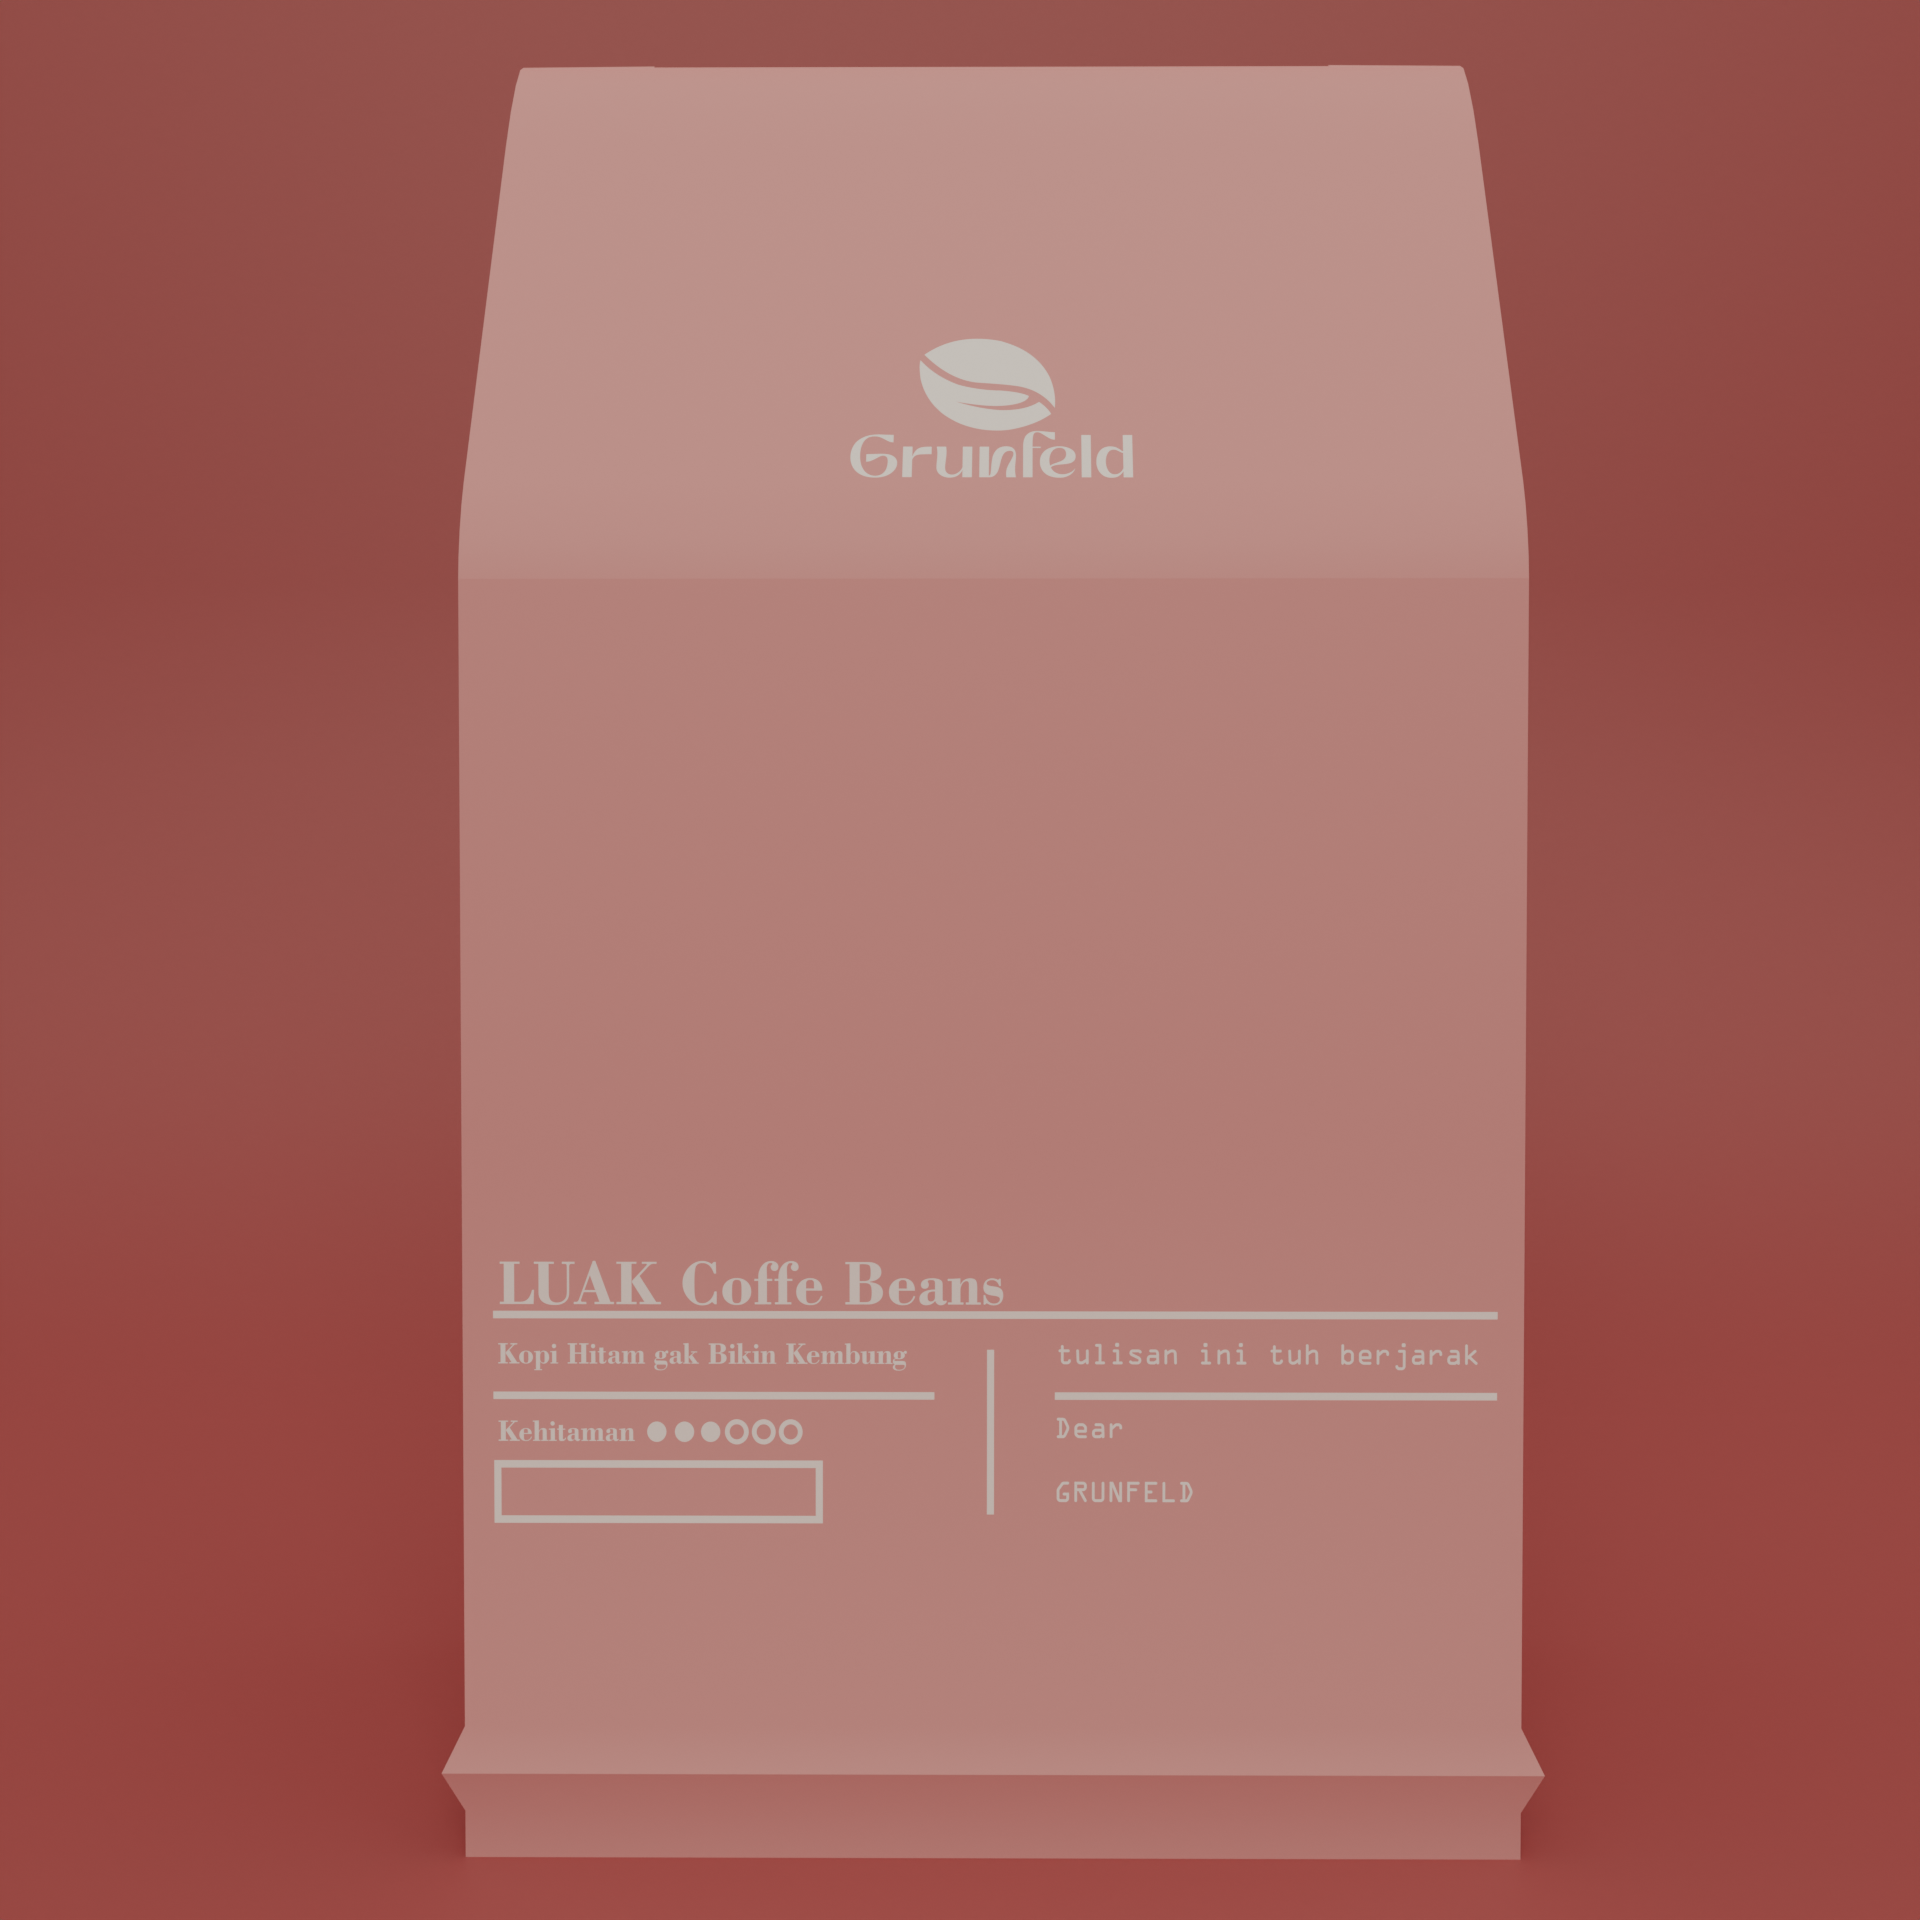 Grunfeld
LUAK Coffe Beans
Kopi Hitam gak Bikin Kembung
Kehitaman
tulisan ini tuh berjarak
Dear
GRUNFELD